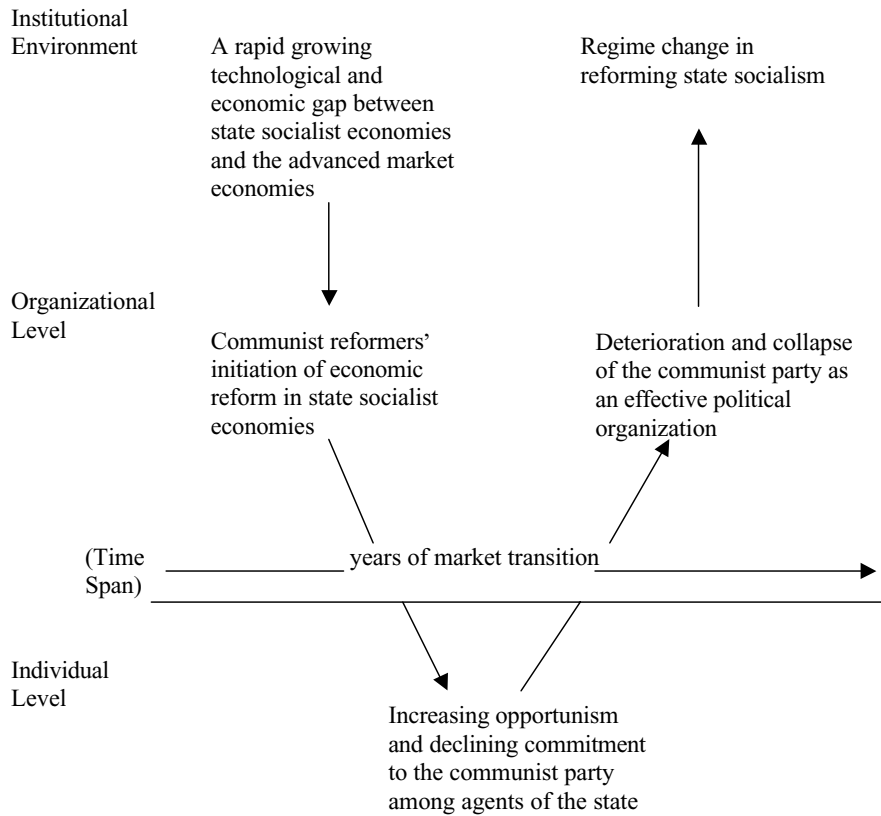 Institutional
Environment
A rapid growing
technological and
economic gap between
state socialist economies
and the advanced market
economies
Regime change in
reforming state socialism
Organizational
Level
Communist reformers’
initiation of economic
reform in state socialist
economies
Deterioration and collapse
of the communist party as
an effective political
organization
(Time
Span)
years of market transition
Individual
Level
Increasing opportunism
and declining commitment
to the communist party
among agents of the state